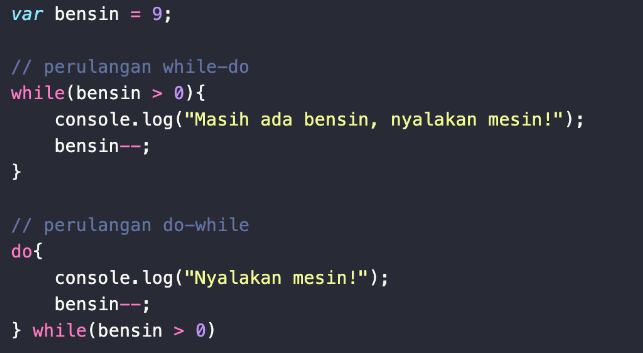 var bensin = 9;
// perulangan while-do
while(bensin > 0){
    console.log("Masih ada bensin, nyalakan mesin!");
    bensin--;
}
// perulangan do-while
do{
    console.log("Nyalakan mesin!");
    bensin--;
} while(bensin > 0)